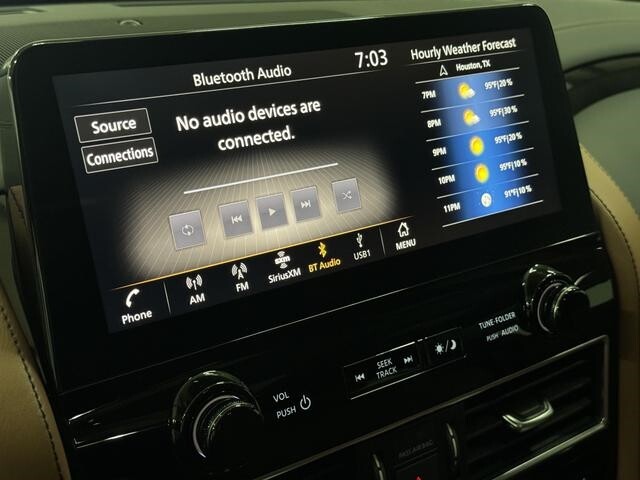 Bluetooth Audio
7:03
Hourly Weather Forecast
Houston, TX
Source
Connections
No audio devices are
connected.
7PM 95°F|20%
8PM 95°F|30%
9PM 95°F|20%
10PM 95°F|10%
11PM 91°F|10%
Phone
AM
FM
SiriusXM
BT Audio
USB1
MENU
VOL
PUSH
SEEK
TRACK
TUNE·FOLDER
PUSH AUDIO
PASS AIRBAG